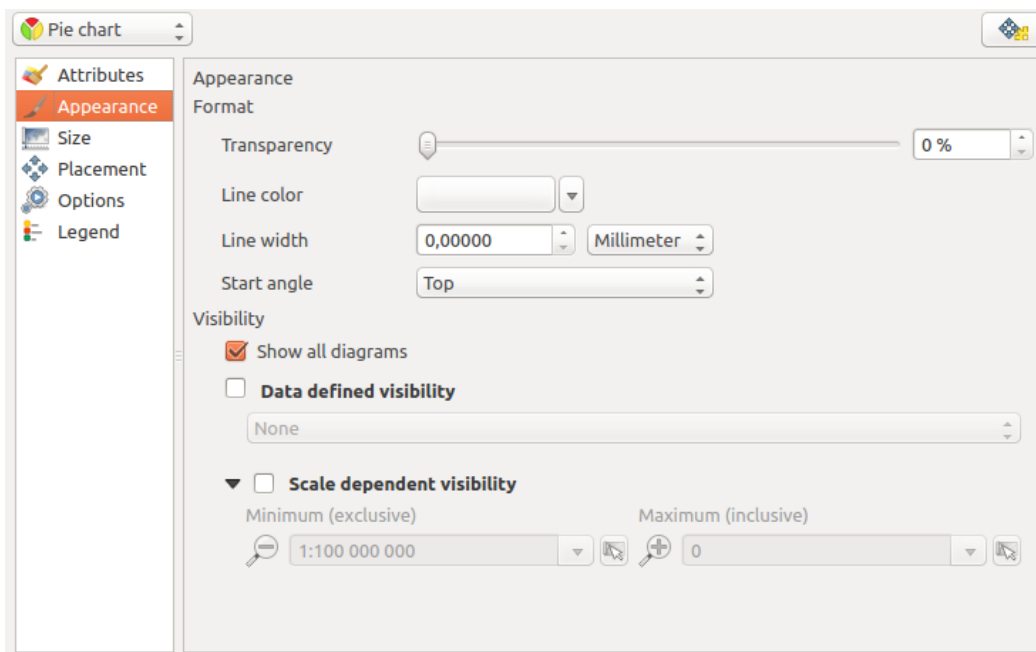 Pie chart
Attributes
Appearance
Size
Placement
Options
Legend
Appearance
Format
Transparency 0 %
Line color
Line width 0,00000 Millimeter
Start angle Top
Visibility
Show all diagrams
Data defined visibility
None
Scale dependent visibility
Minimum (exclusive) Maximum (inclusive)
1:100 000 000 0